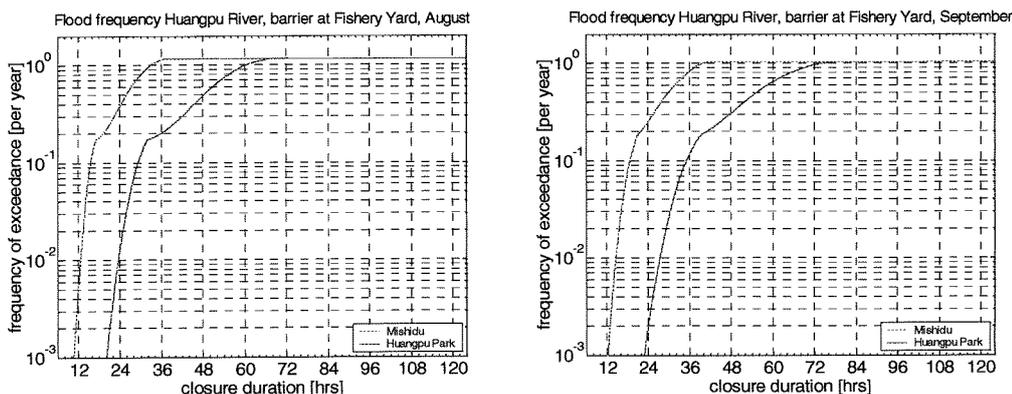 Flood frequency Huangpu River, barrier at Fishery Yard, August
frequency of exceedance [per year]
10^0
10^-1
10^-2
10^-3
12 24 36 48 60 72 84 96 108 120
closure duration [hrs]
Mishidu
Huangpu Park
Flood frequency Huangpu River, barrier at Fishery Yard, September
frequency of exceedance [per year]
10^0
10^-1
10^-2
10^-3
12 24 36 48 60 72 84 96 108 120
closure duration [hrs]
Mishidu
Huangpu Park